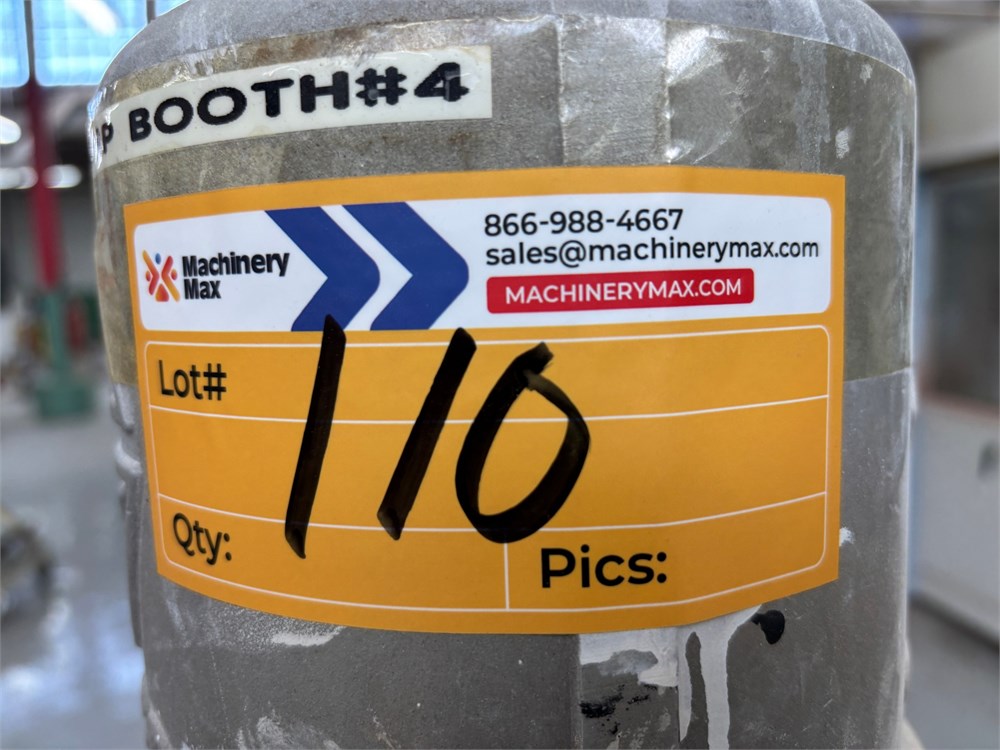 BOOTH#4
Machinery
Max
866-988-4667
sales@machinerymax.com
MACHINERYMAX.COM
Lot#
110
Qty:
Pics: